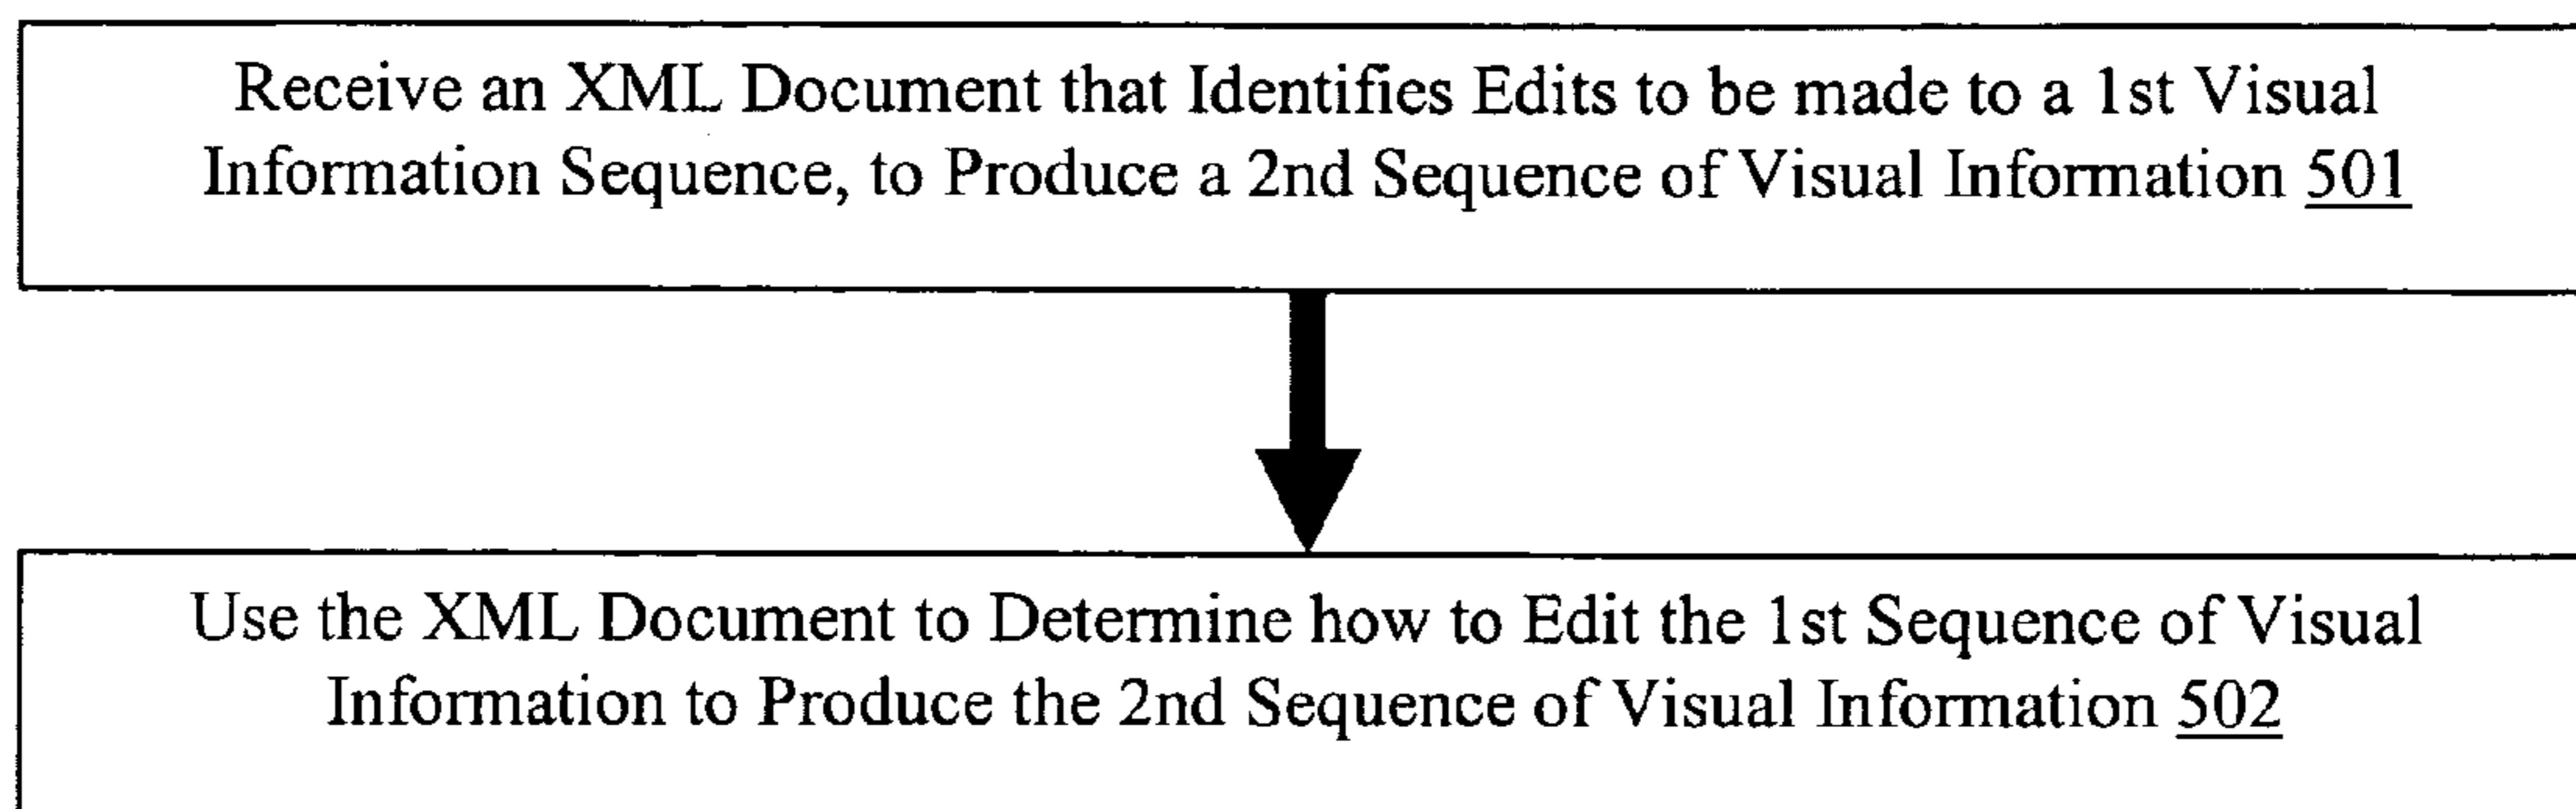 Receive an XML Document that Identifies Edits to be made to a 1st Visual
Information Sequence, to Produce a 2nd Sequence of Visual Information 501
Use the XML Document to Determine how to Edit the 1st Sequence of Visual
Information to Produce the 2nd Sequence of Visual Information 502